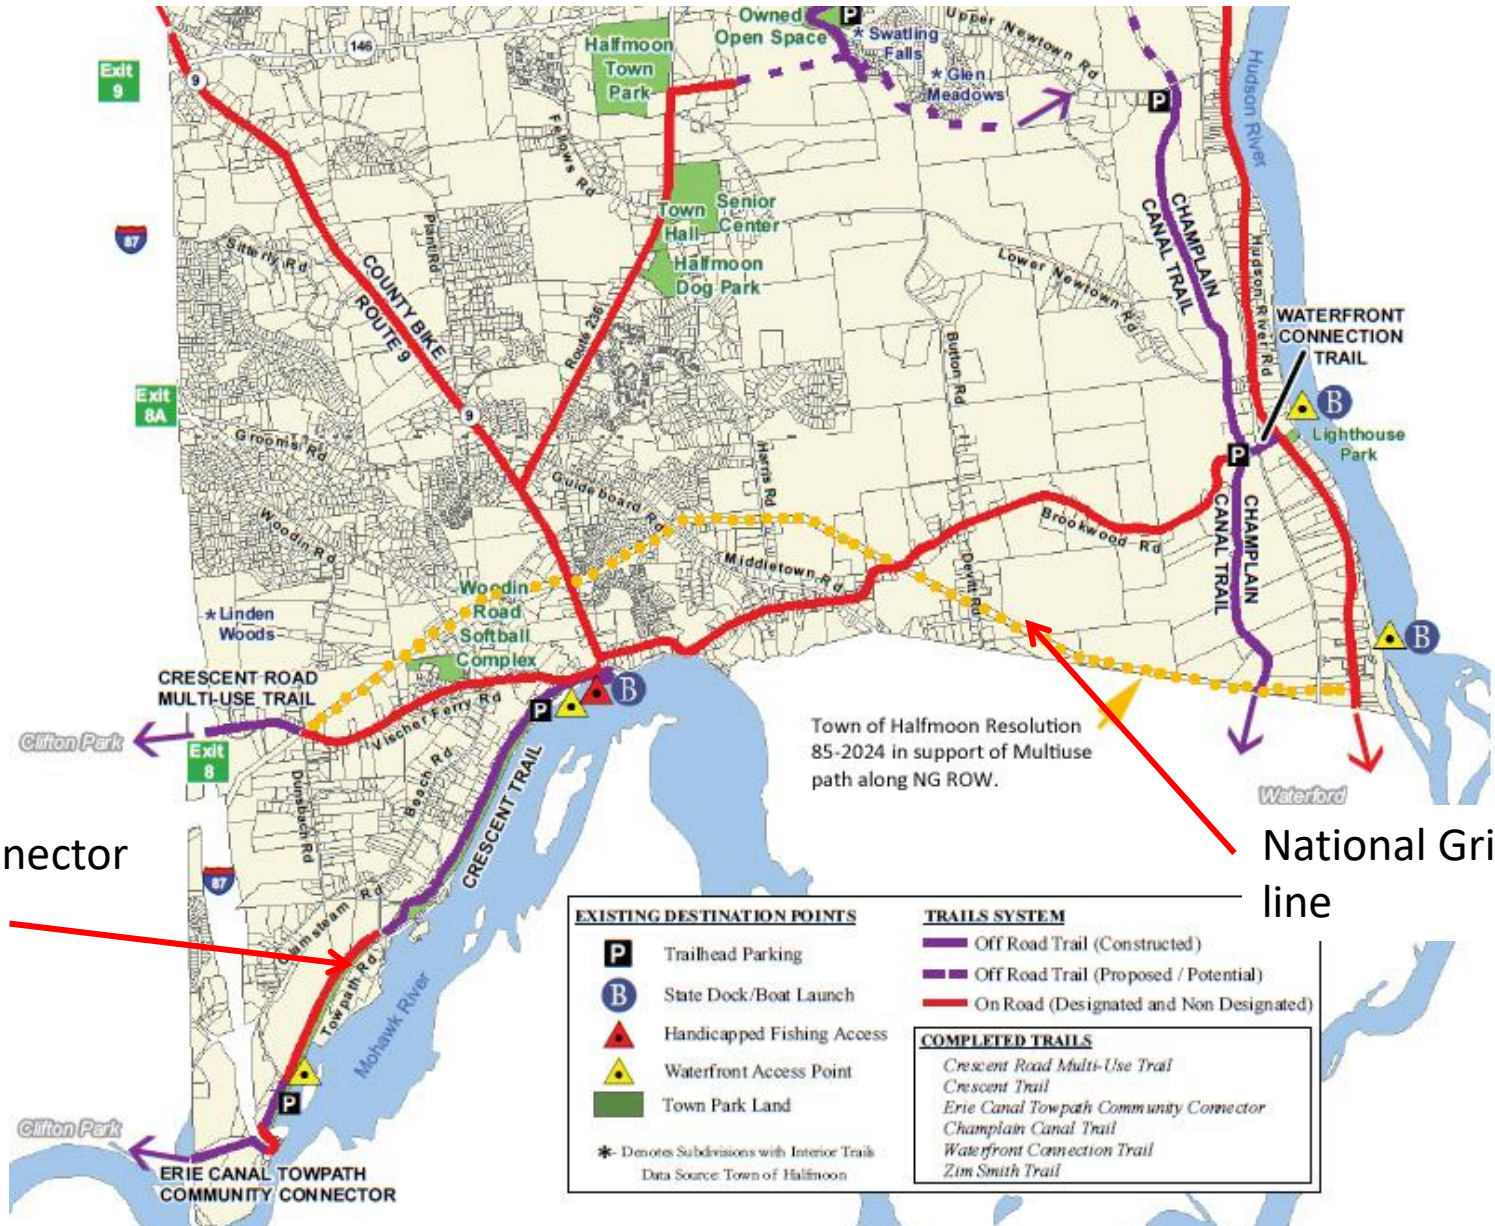 Owned
Open Space
P
* Swatling
Falls
Upper Newtown Rd
* Glen
Meadows
P
Hudson River
Exit
9
9
146
Halfmoon
Town
Park
Fellows Rd
87
Sitterly Rd
Plant Rd
COUNTY BIKE
ROUTE 9
Town
Hall
Senior
Center
Halfmoon
Dog Park
Route 236
CHAMPLAIN
CANAL TRAIL
Hudson River Rd
Lower Newtown Rd
Button Rd
WATERFRONT
CONNECTION
TRAIL
B
Lighthouse
Park
Exit
8A
9
Grooms Rd
Guideboard Rd
Harris Rd
P
Woodin Rd
Middletown Rd
Devitt Rd
Brookwood Rd
CHAMPLAIN
CANAL TRAIL
* Linden
Woods
Woodin
Road
Softball
Complex
B
CRESCENT ROAD
MULTI-USE TRAIL
B
P
Clifton Park
Exit
8
Vischer Ferry Rd
Beach Rd
Dunsbach Rd
CRESCENT TRAIL
Town of Halfmoon Resolution
85-2024 in support of Multiuse
path along NG ROW.
Waterford
nnector
National Gri
line
87
Clamsteam Rd
Towpath Rd
Mohawk River
P
Clifton Park
ERIE CANAL TOWPATH
COMMUNITY CONNECTOR
EXISTING DESTINATION POINTS
P Trailhead Parking
B State Dock/Boat Launch
Handicapped Fishing Access
Waterfront Access Point
Town Park Land
* - Denotes Subdivisions with Interior Trails
Data Source: Town of Halfmoon
TRAILS SYSTEM
Off Road Trail (Constructed)
Off Road Trail (Proposed / Potential)
On Road (Designated and Non Designated)
COMPLETED TRAILS
Crescent Road Multi-Use Trail
Crescent Trail
Erie Canal Towpath Community Connector
Champlain Canal Trail
Waterfront Connection Trail
Zim Smith Trail